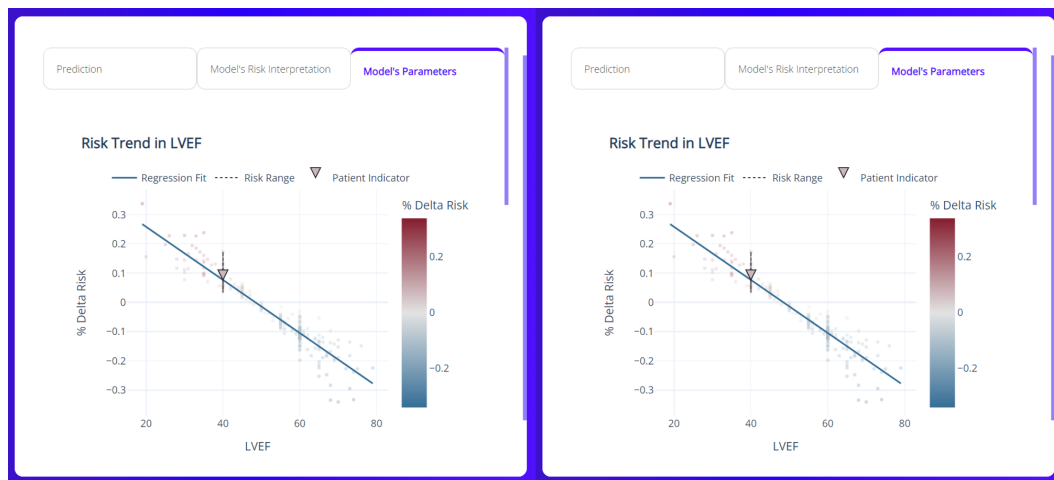 Prediction
Model's Risk Interpretation
Model's Parameters
Risk Trend in LVEF
Regression Fit
Risk Range
Patient Indicator
% Delta Risk
0.3
0.2
0.1
0
−0.1
−0.2
−0.3
% Delta Risk
20
40
60
80
LVEF
0.2
0
−0.2
Prediction
Model's Risk Interpretation
Model's Parameters
Risk Trend in LVEF
Regression Fit
Risk Range
Patient Indicator
% Delta Risk
0.3
0.2
0.1
0
−0.1
−0.2
−0.3
% Delta Risk
20
40
60
80
LVEF
0.2
0
−0.2